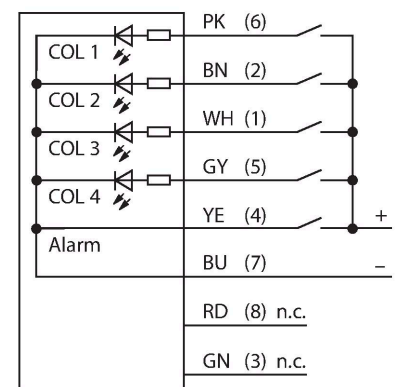 PK (6)
COL 1
BN (2)
COL 2
WH (1)
COL 3
GY (5)
COL 4
YE (4)
+
Alarm
BU (7)
–
RD (8) n.c.
GN (3) n.c.